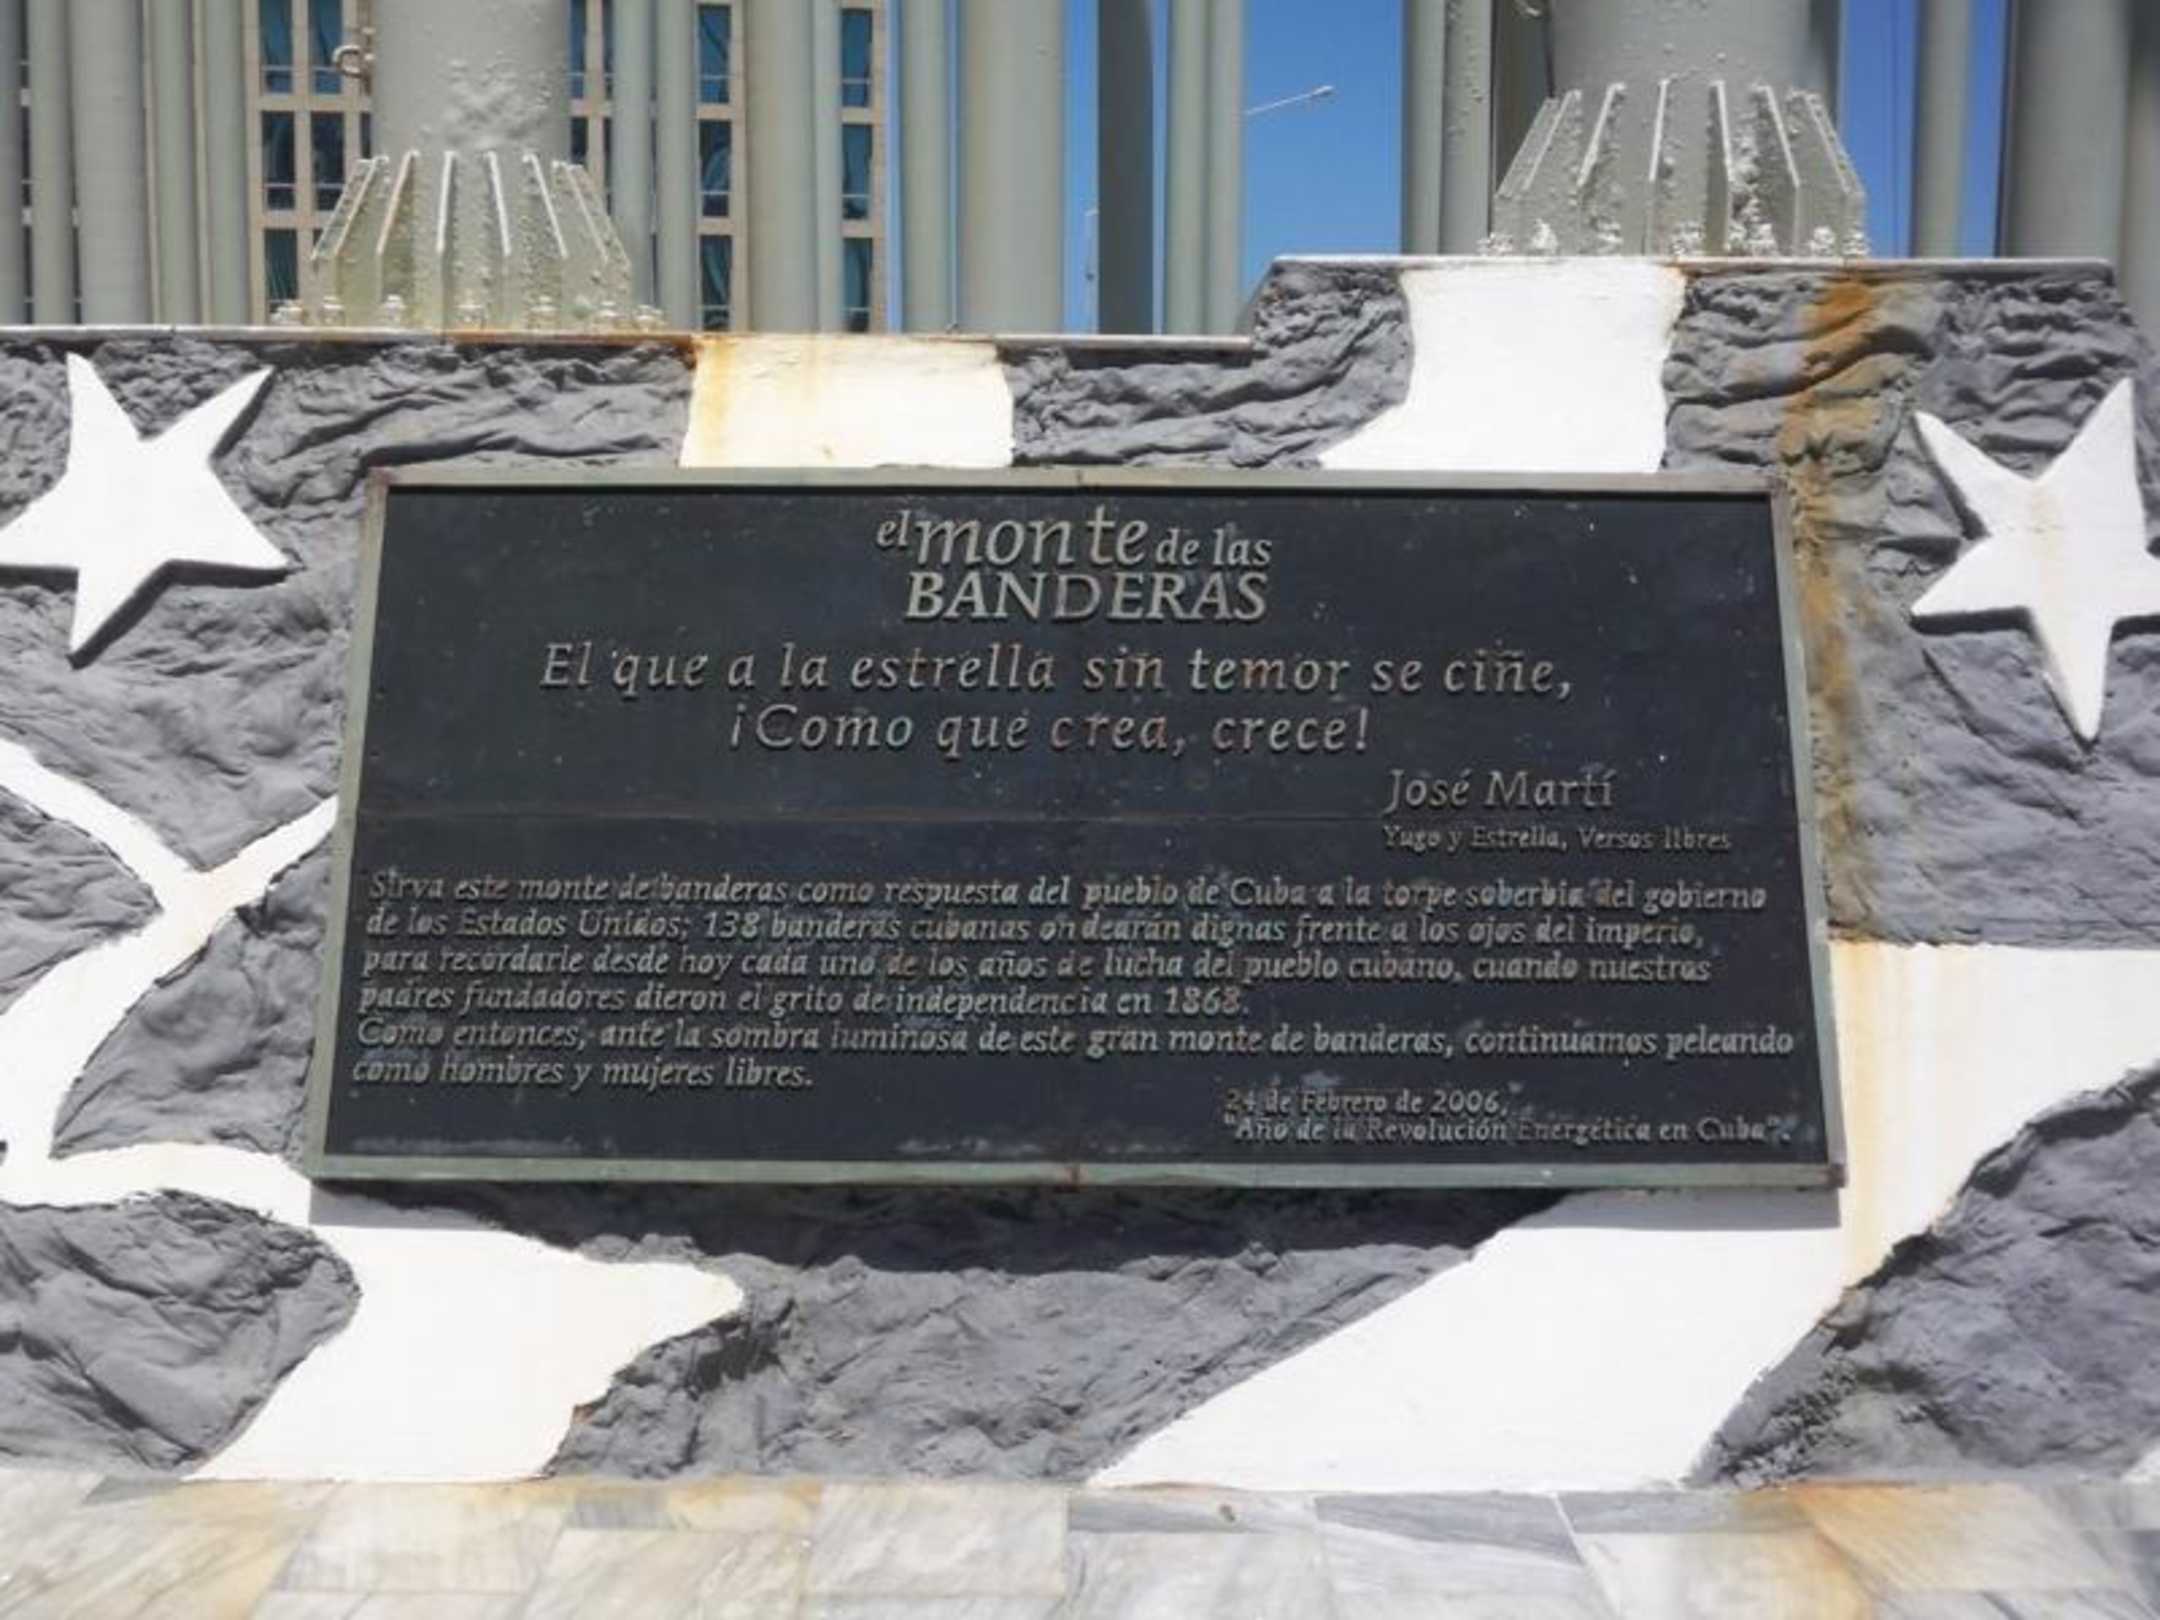 el monte de las
BANDERAS
El que a la estrella sin temor se ciñe,
¡Como que crea, crece!
José Martí
Yugo y Estrella, Versos libres
Sirva este monte de banderas como respuesta del pueblo de Cuba a la torpe soberbia del gobierno
de los Estados Unidos; 138 banderas cubanas ondearán dignas frente a los ojos del imperio,
para recordarle desde hoy cada uno de los años de lucha del pueblo cubano, cuando nuestros
padres fundadores dieron el grito de independencia en 1868.
Como entonces, ante la sombra luminosa de este gran monte de banderas, continuamos peleando
como hombres y mujeres libres.
24 de Febrero de 2006,
"Año de la Revolución Energética en Cuba".